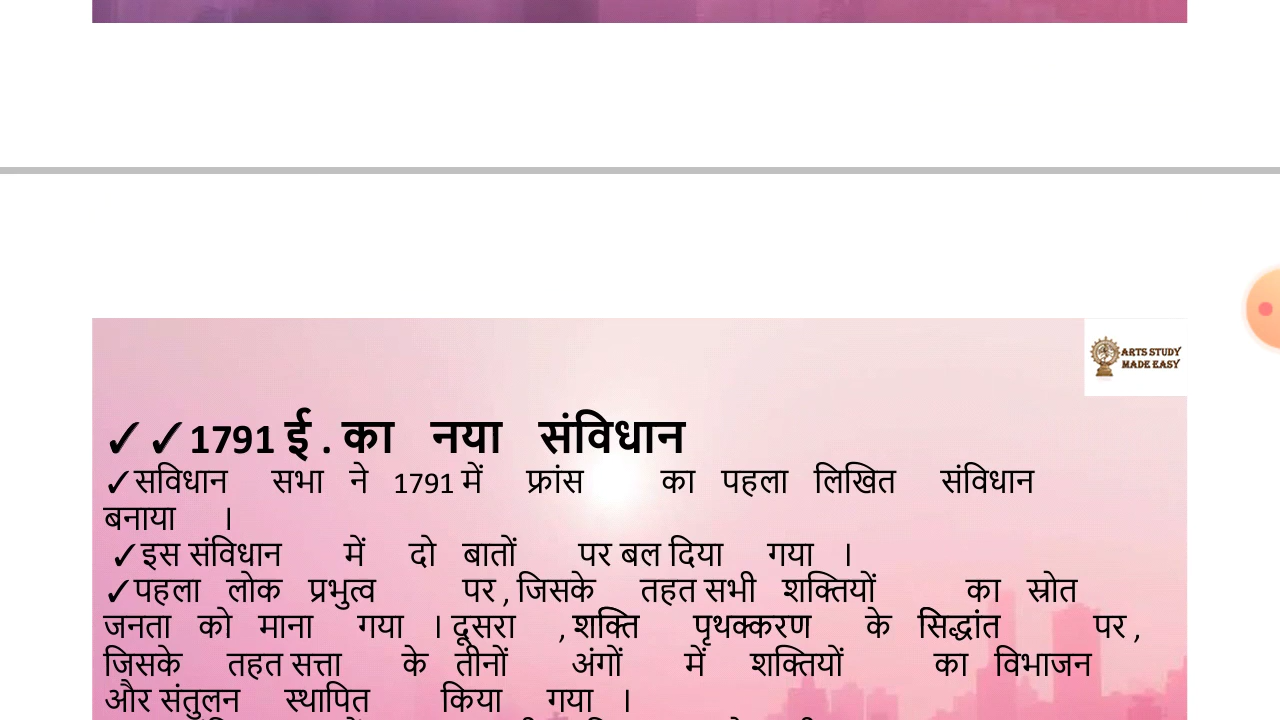 ARTS STUDY
MADE EASY
✓✓1791 ई . का नया संविधान
✓सविधान सभा ने 1791 में फ्रांस का पहला लिखित संविधान
बनाया ।
✓इस संविधान में दो बातों पर बल दिया गया ।
✓पहला लोक प्रभुत्व पर , जिसके तहत सभी शक्तियों का स्रोत
जनता को माना गया । दूसरा , शक्ति पृथक्करण के सिद्धांत पर ,
जिसके तहत सत्ता के तीनों अंगों में शक्तियों का विभाजन
और संतुलन स्थापित किया गया ।